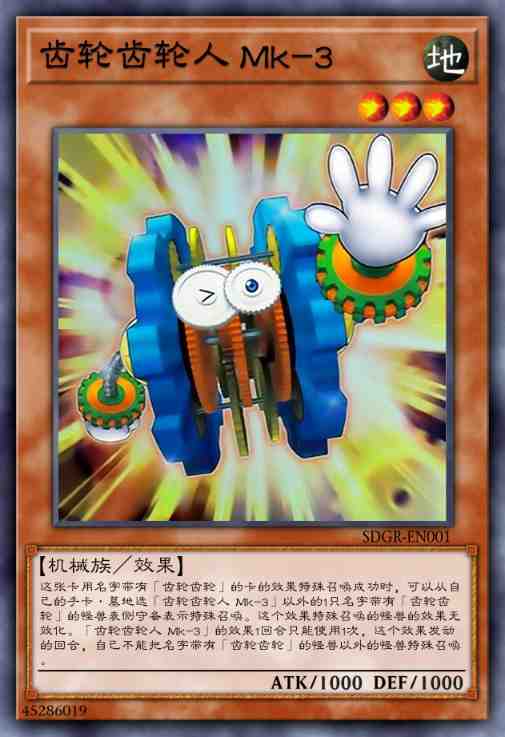 齿轮齿轮人 Mk-3
地
SDGR-EN001
【机械族／效果】
这张卡用名字带有「齿轮齿轮」的卡的效果特殊召唤成功时，可以从自
己的手卡·墓地选「齿轮齿轮人 Mk-3」以外的1只名字带有「齿轮齿
轮」的怪兽表侧守备表示特殊召唤。这个效果特殊召唤的怪兽的效果无
效化。「齿轮齿轮人 Mk-3」的效果1回合只能使用1次，这个效果发动
的回合，自己不能把名字带有「齿轮齿轮」的怪兽以外的怪兽特殊召唤
。
ATK/1000 DEF/1000
45286019